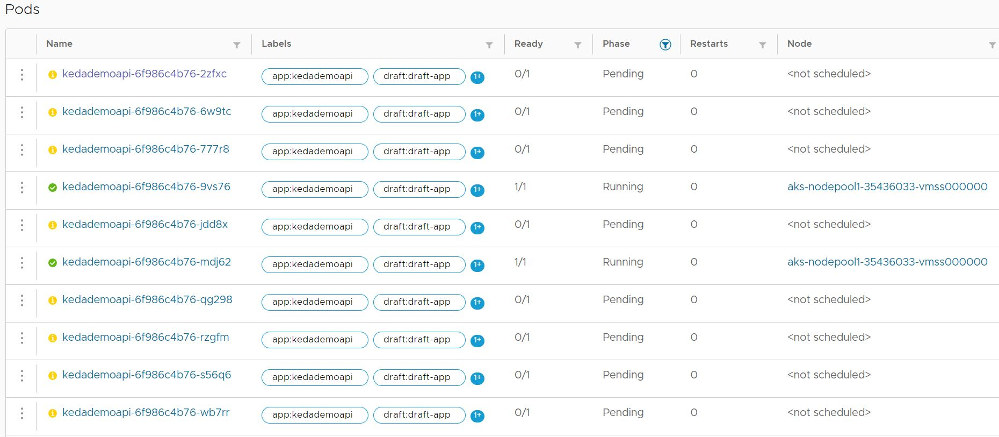 Pods
Name Labels Ready Phase Restarts Node
kedademoapi-6f986c4b76-2zfxc app:kedademoapi draft:draft-app 1+ 0/1 Pending 0 <not scheduled>
kedademoapi-6f986c4b76-6w9tc app:kedademoapi draft:draft-app 1+ 0/1 Pending 0 <not scheduled>
kedademoapi-6f986c4b76-777r8 app:kedademoapi draft:draft-app 1+ 0/1 Pending 0 <not scheduled>
kedademoapi-6f986c4b76-9vs76 app:kedademoapi draft:draft-app 1+ 1/1 Running 0 aks-nodepool1-35436033-vmss000000
kedademoapi-6f986c4b76-jdd8x app:kedademoapi draft:draft-app 1+ 0/1 Pending 0 <not scheduled>
kedademoapi-6f986c4b76-mdj62 app:kedademoapi draft:draft-app 1+ 1/1 Running 0 aks-nodepool1-35436033-vmss000000
kedademoapi-6f986c4b76-qg298 app:kedademoapi draft:draft-app 1+ 0/1 Pending 0 <not scheduled>
kedademoapi-6f986c4b76-rzgfm app:kedademoapi draft:draft-app 1+ 0/1 Pending 0 <not scheduled>
kedademoapi-6f986c4b76-s56q6 app:kedademoapi draft:draft-app 1+ 0/1 Pending 0 <not scheduled>
kedademoapi-6f986c4b76-wb7rr app:kedademoapi draft:draft-app 1+ 0/1 Pending 0 <not scheduled>